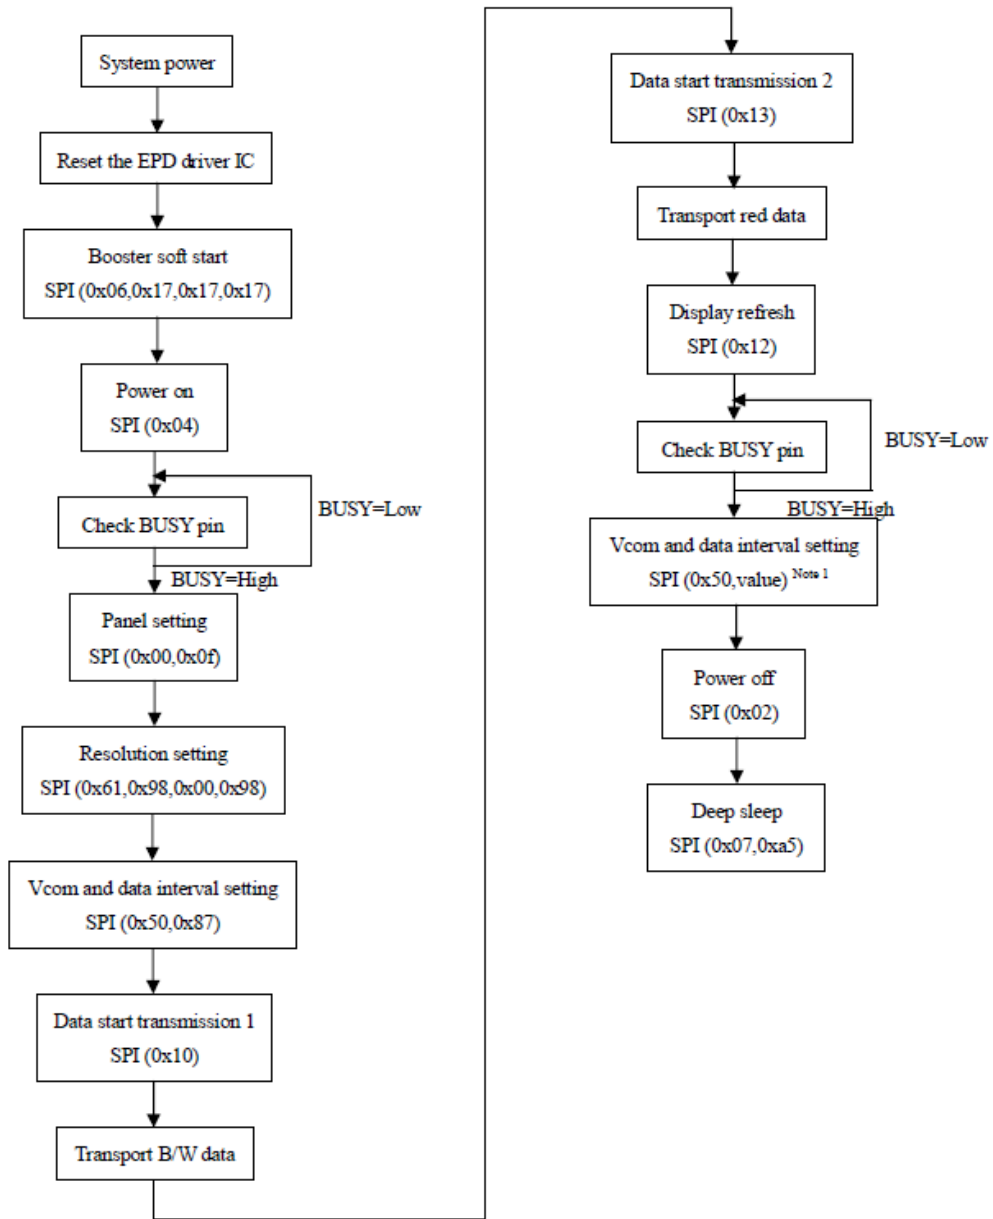 System power
Reset the EPD driver IC
Booster soft start
SPI (0x06,0x17,0x17,0x17)
Power on
SPI (0x04)
BUSY=Low
Check BUSY pin
BUSY=High
Panel setting
SPI (0x00,0x0f)
Resolution setting
SPI (0x61,0x98,0x00,0x98)
Vcom and data interval setting
SPI (0x50,0x87)
Data start transmission 1
SPI (0x10)
Transport B/W data
Data start transmission 2
SPI (0x13)
Transport red data
Display refresh
SPI (0x12)
BUSY=Low
Check BUSY pin
BUSY=High
Vcom and data interval setting
SPI (0x50,value) Note 1
Power off
SPI (0x02)
Deep sleep
SPI (0x07,0xa5)